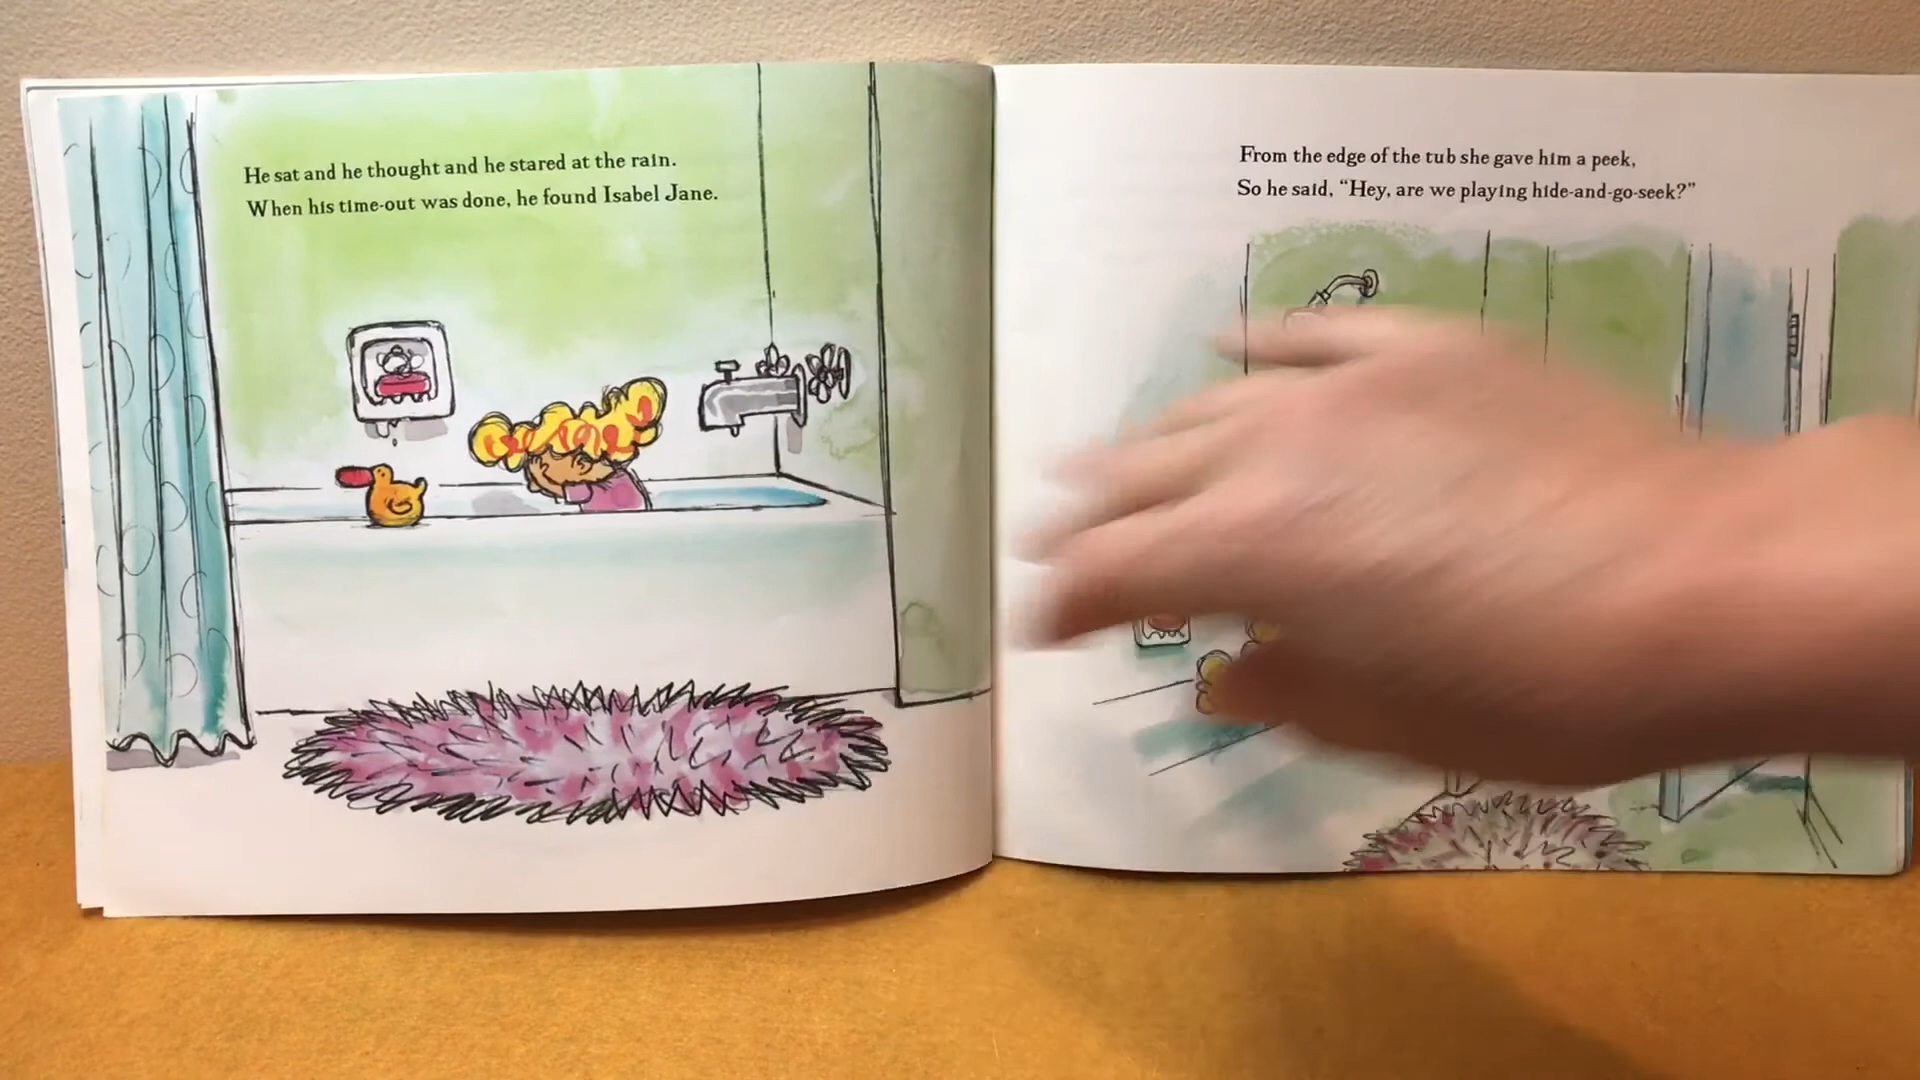 He sat and he thought and he stared at the rain.
When his time-out was done, he found Isabel Jane.
From the edge of the tub she gave him a peek,
So he said, “Hey, are we playing hide-and-go-seek?”